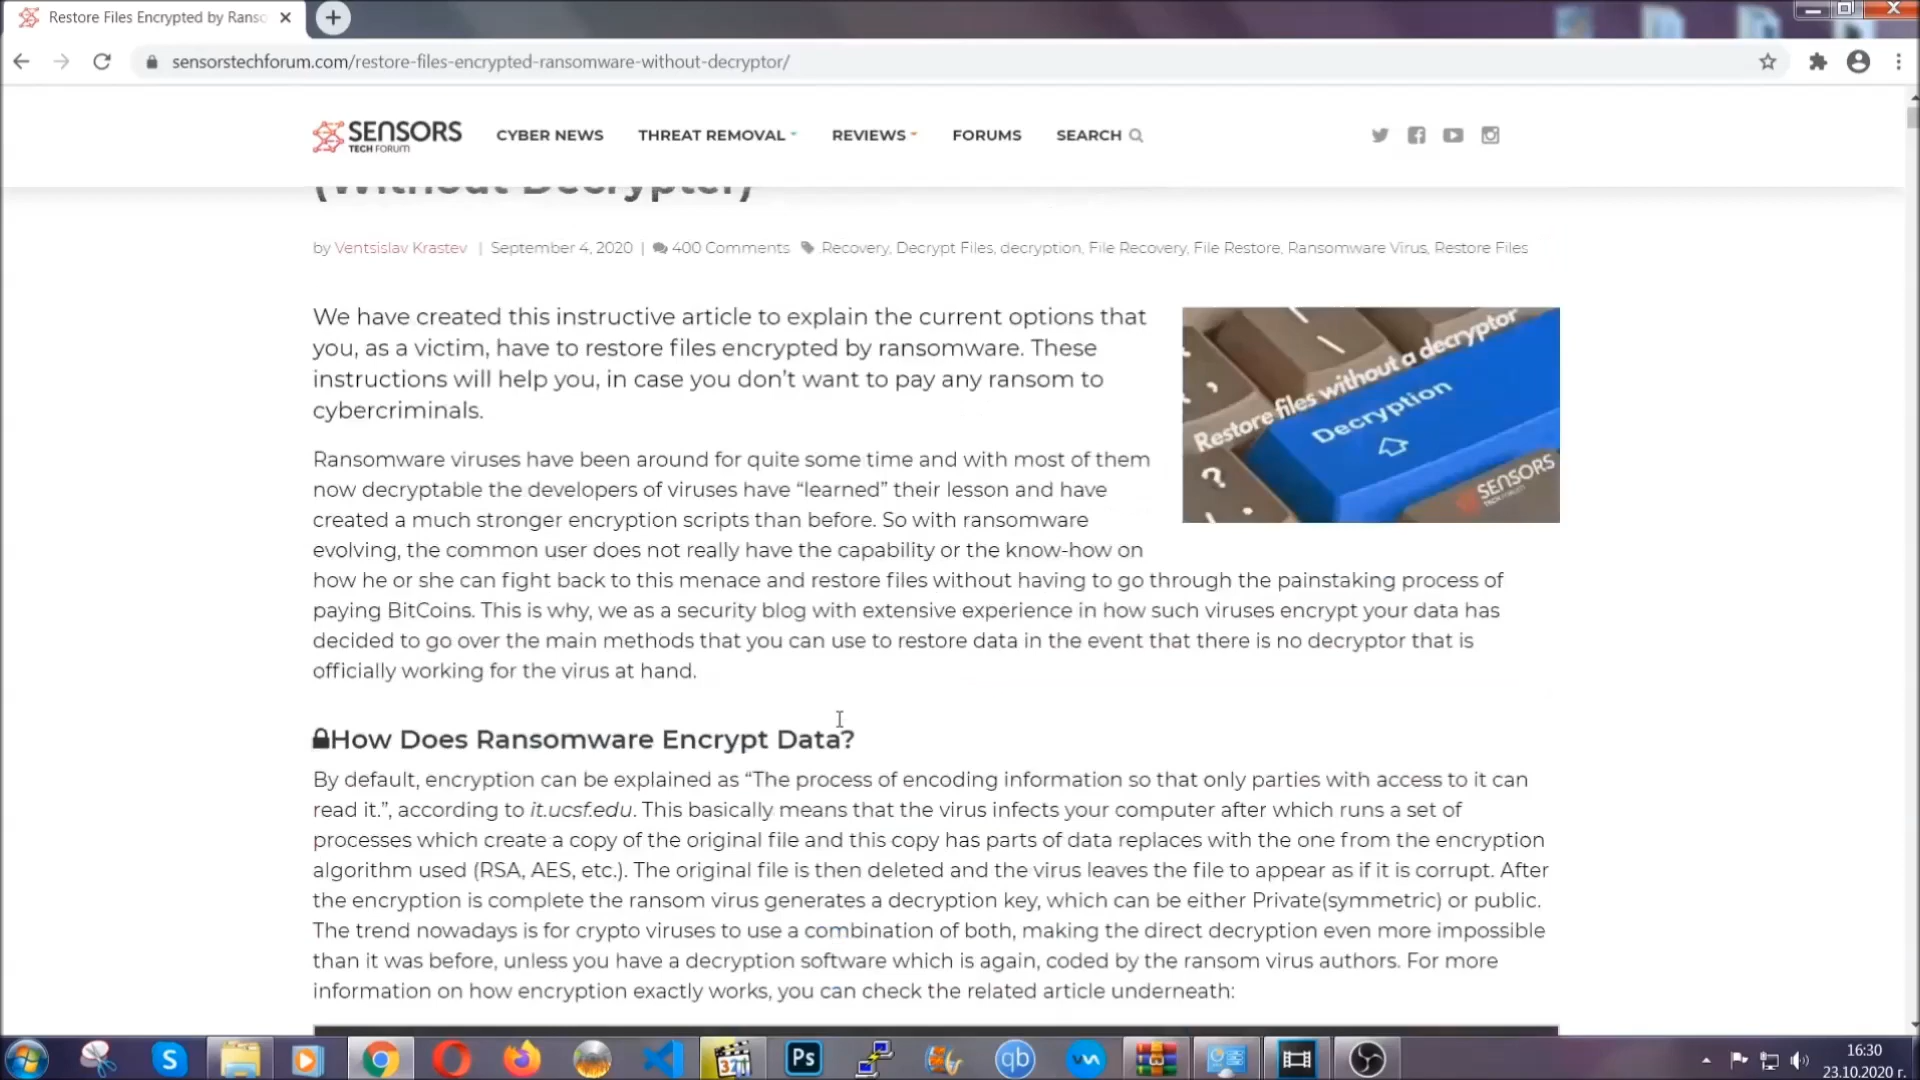 Restore Files Encrypted by Ranso
sensorstechforum.com/restore-files-encrypted-ransomware-without-decryptor/
SENSORS
TECH FORUM
CYBER NEWS
THREAT REMOVAL
REVIEWS
FORUMS
SEARCH
(Without Decrypter)
by Ventsislav Krastev | September 4, 2020 | 400 Comments Recovery, Decrypt Files, decryption, File Recovery, File Restore, Ransomware Virus, Restore Files
We have created this instructive article to explain the current options that
you, as a victim, have to restore files encrypted by ransomware. These
instructions will help you, in case you don't want to pay any ransom to
cybercriminals.
Restore files without a decryptor
Decryption
SENSORS
TECH FORUM
Ransomware viruses have been around for quite some time and with most of them
now decryptable the developers of viruses have “learned” their lesson and have
created a much stronger encryption scripts than before. So with ransomware
evolving, the common user does not really have the capability or the know-how on
how he or she can fight back to this menace and restore files without having to go through the painstaking process of
paying BitCoins. This is why, we as a security blog with extensive experience in how such viruses encrypt your data has
decided to go over the main methods that you can use to restore data in the event that there is no decryptor that is
officially working for the virus at hand.
How Does Ransomware Encrypt Data?
By default, encryption can be explained as “The process of encoding information so that only parties with access to it can
read it.”, according to it.ucsf.edu. This basically means that the virus infects your computer after which runs a set of
processes which create a copy of the original file and this copy has parts of data replaces with the one from the encryption
algorithm used (RSA, AES, etc.). The original file is then deleted and the virus leaves the file to appear as if it is corrupt. After
the encryption is complete the ransom virus generates a decryption key, which can be either Private(symmetric) or public.
The trend nowadays is for crypto viruses to use a combination of both, making the direct decryption even more impossible
than it was before, unless you have a decryption software which is again, coded by the ransom virus authors. For more
information on how encryption exactly works, you can check the related article underneath:
S
321
Ps
qb
16:30
23.10.2020 г.